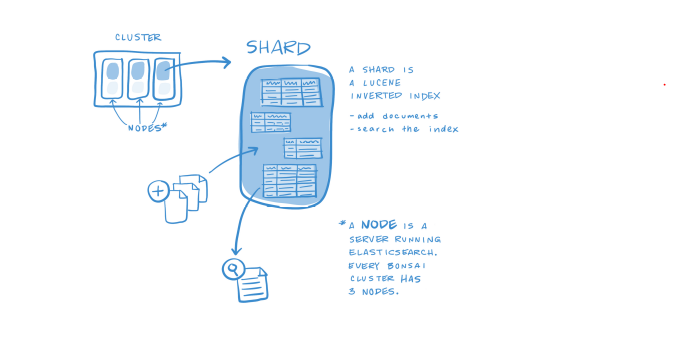 CLUSTER
SHARD
NODES*
A SHARD IS
A LUCENE
INVERTED INDEX
- add documents
- search the index
* A NODE IS A
SERVER RUNNING
ELASTICSEARCH.
EVERY BONSAI
CLUSTER HAS
3 NODES.